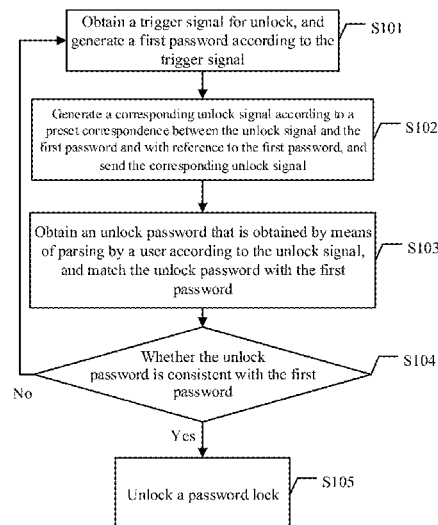 Obtain a trigger signal for unlock, and
generate a first password according to the
trigger signal
S101
Generate a corresponding unlock signal according to a
preset correspondence between the unlock signal and the
first password and with reference to the first password, and
send the corresponding unlock signal
S102
Obtain an unlock password that is obtained by means
of parsing by a user according to the unlock signal,
and match the unlock password with the first
password
S103
Whether the unlock
password is consistent with the first
password
S104
No
Yes
Unlock a password lock
S105